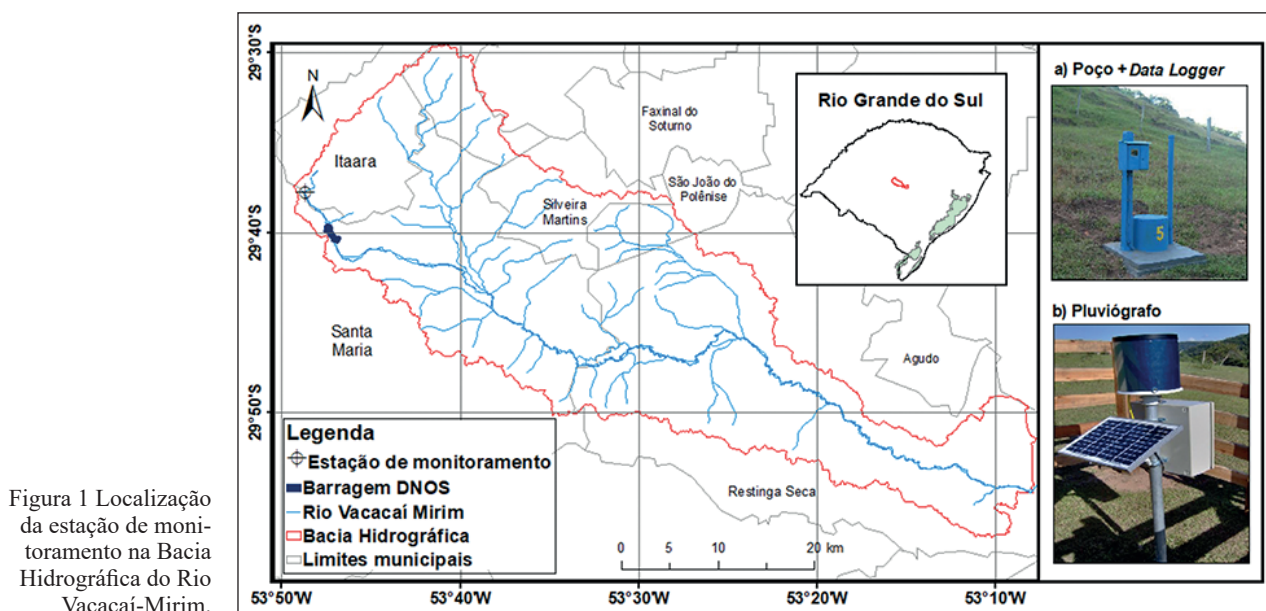 29°30'S
29°40'S
29°50'S
N
Itaara
Faxinal do
Soturno
São João do
Polênise
Silveira
Martins
Santa
Maria
Agudo
Restinga Seca
Rio Grande do Sul
Legenda
Estação de monitoramento
Barragem DNOS
Rio Vacacaí Mirim
Bacia Hidrográfica
Limites municipais
0 5 10 20 km
53°50'W 53°40'W 53°30'W 53°20'W 53°10'W
a) Poço + Data Logger
5
b) Pluviógrafo
Figura 1 Localização
da estação de moni-
toramento na Bacia
Hidrográfica do Rio
Vacacaí-Mirim.